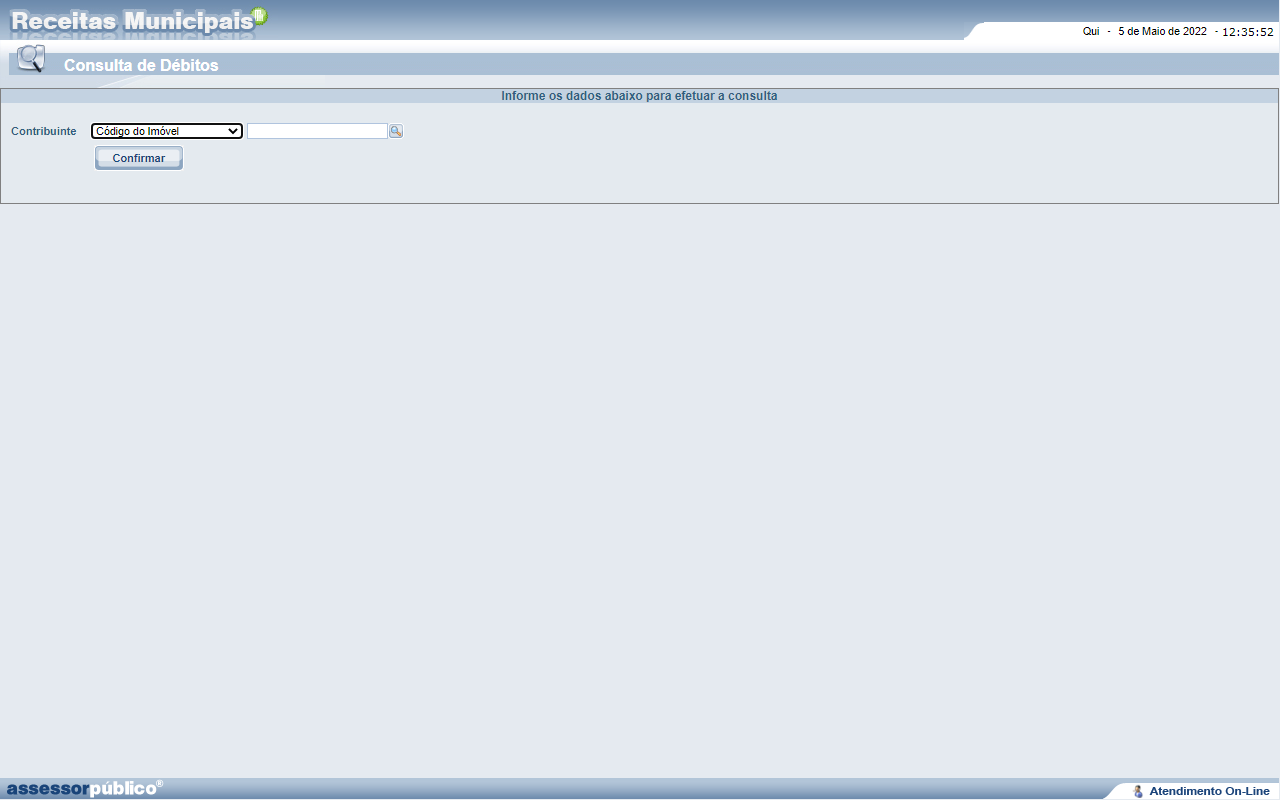 Receitas Municipais
Qui - 5 de Maio de 2022 - 12:35:52
Consulta de Débitos
Informe os dados abaixo para efetuar a consulta
Contribuinte Código do Imóvel
Confirmar
assessorpúblico® Atendimento On-Line